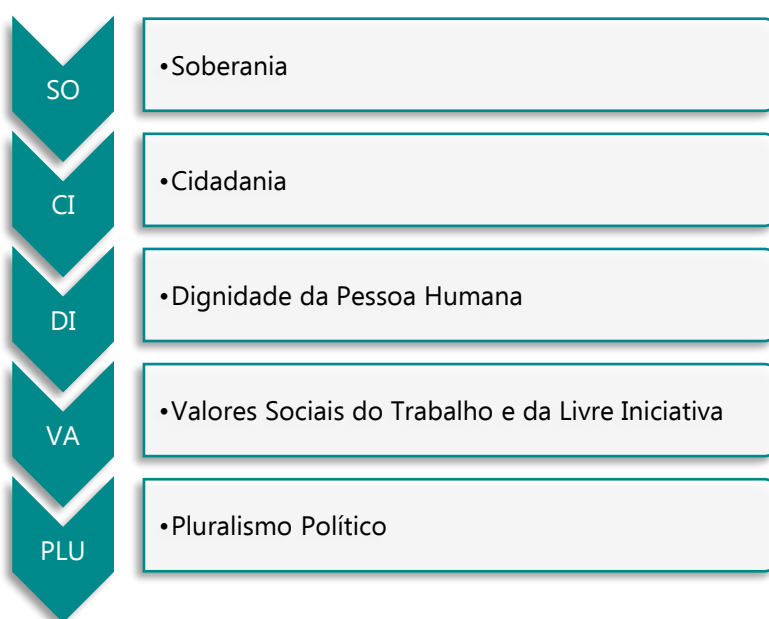 SO
•Soberania
CI
•Cidadania
DI
•Dignidade da Pessoa Humana
VA
•Valores Sociais do Trabalho e da Livre Iniciativa
PLU
•Pluralismo Político